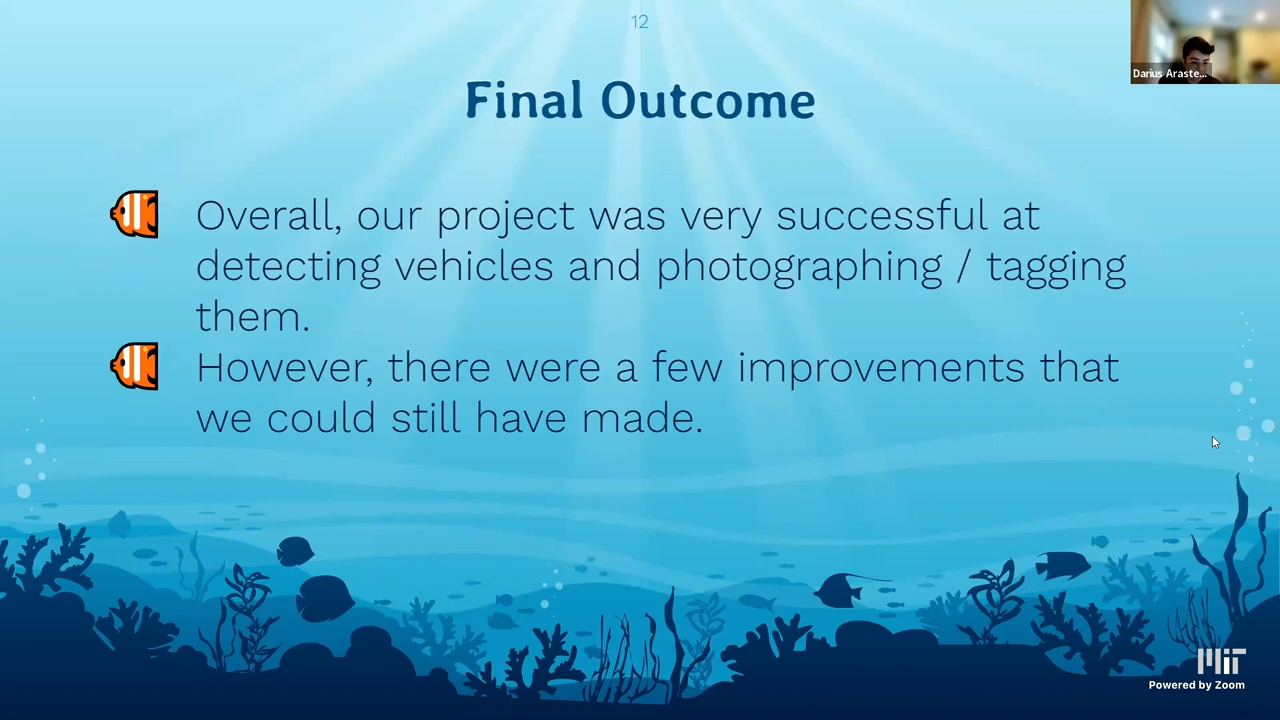 12
Darius Araste...
Final Outcome
Overall, our project was very successful at
detecting vehicles and photographing / tagging
them.
However, there were a few improvements that
we could still have made.
MIT
Powered by Zoom